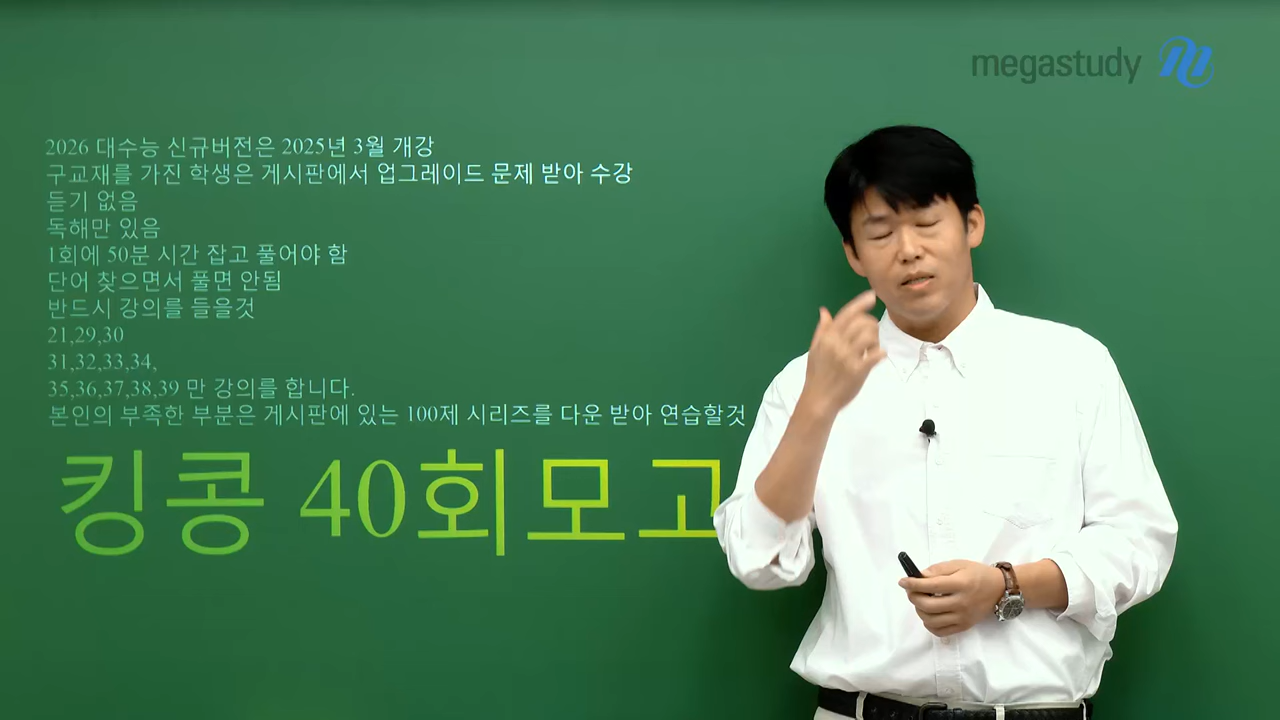 megastudy
2026 대수능 신규버전은 2025년 3월 개강
구교재를 가진 학생은 게시판에서 업그레이드 문제 받아 수강
듣기 없음
독해만 있음
1회에 50분 시간 잡고 풀어야 함
단어 찾으면서 풀면 안됨
반드시 강의를 들을것
21,29,30
31,32,33,34,
35,36,37,38,39 만 강의를 합니다.
본인의 부족한 부분은 게시판에 있는 100제 시리즈를 다운 받아 연습할것
킹콩 40회모고